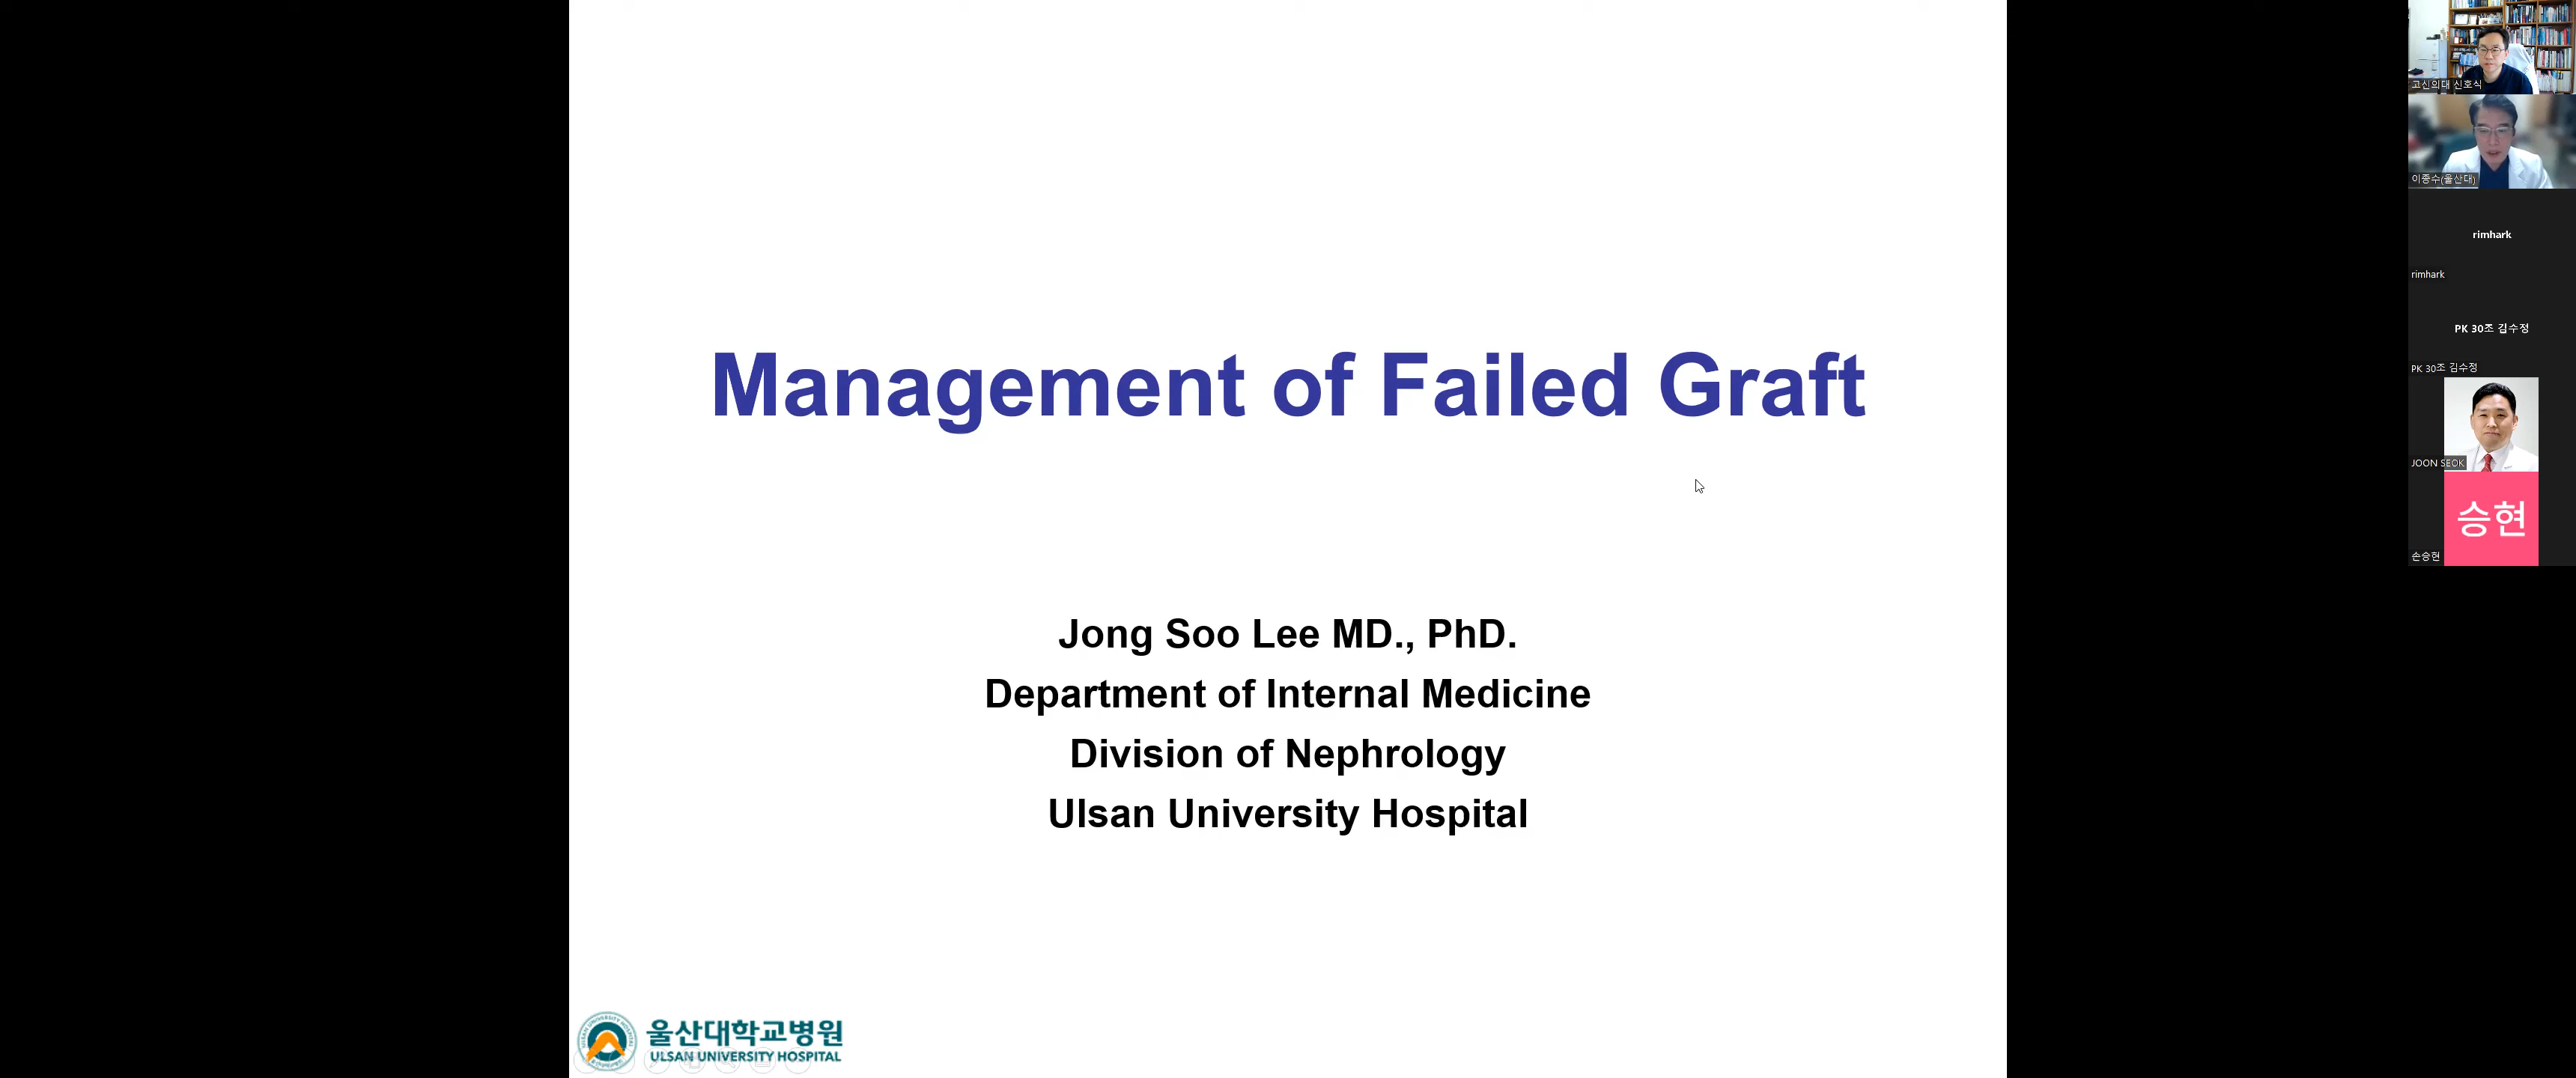 Management of Failed Graft
Jong Soo Lee MD., PhD.
Department of Internal Medicine
Division of Nephrology
Ulsan University Hospital
울산대학교병원
ULSAN UNIVERSITY HOSPITAL
고신의대 신호식
이종수(울산대)
rimhark
rimhark
PK 30조 김수정
PK 30조 김수정
JOON SEOK
승현
손승현